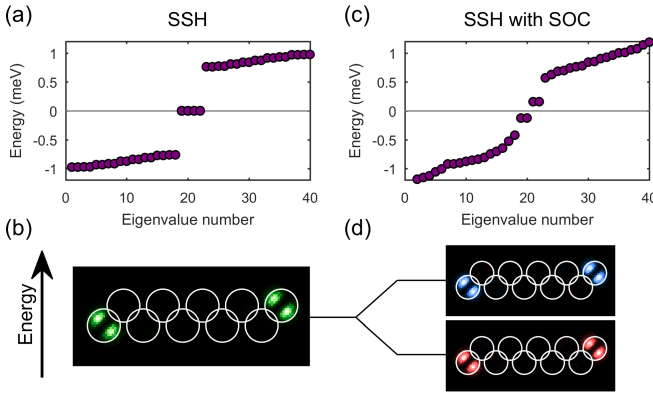 (a)
SSH
(c)
SSH with SOC
Energy (meV)
1
0.5
0
-0.5
-1
0
10
20
30
40
Eigenvalue number
Energy (meV)
1
0.5
0
-0.5
-1
0
10
20
30
40
Eigenvalue number
(b)
(d)
Energy